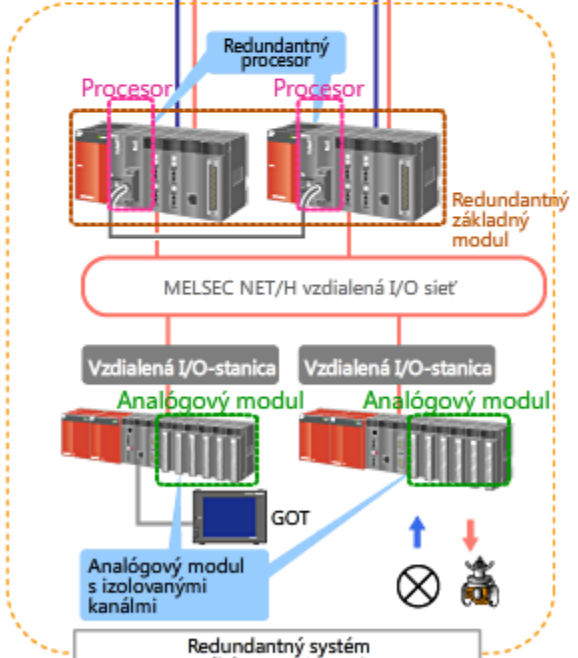 Redundantný
procesor
Procesor
Procesor
Redundantný
základný
modul
MELSEC NET/H vzdialená I/O sieť
Vzdialená I/O-stanica
Vzdialená I/O-stanica
Analógový modul
Analógový modul
GOT
Analógový modul
s izolovanými
kanálmi
Redundantný systém